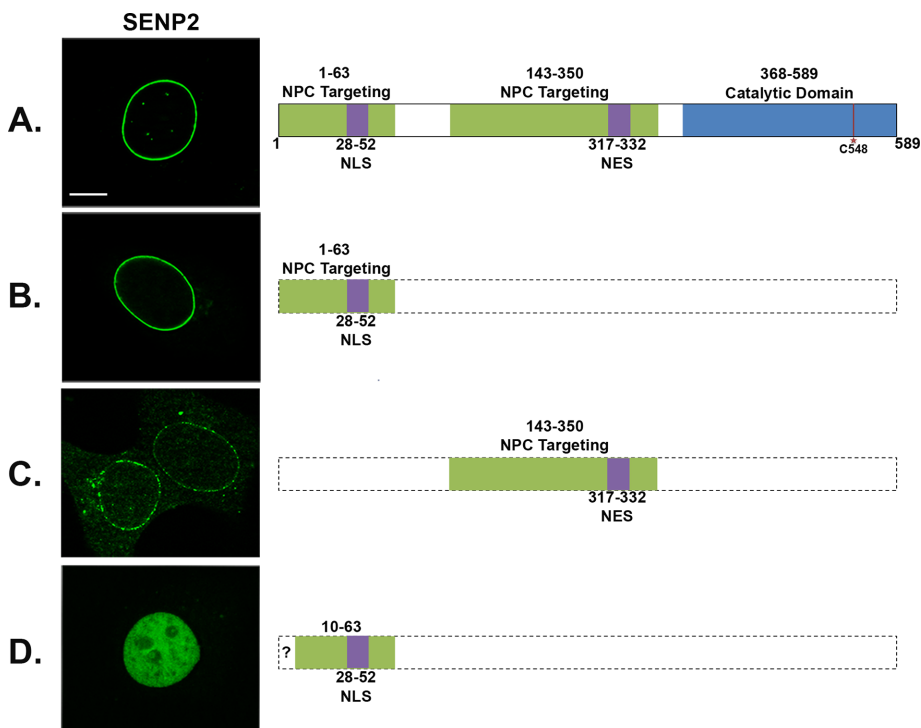 SENP2
A.
1-63
NPC Targeting
143-350
NPC Targeting
368-589
Catalytic Domain
1
28-52
NLS
317-332
NES
C548
589
B.
1-63
NPC Targeting
28-52
NLS
C.
143-350
NPC Targeting
317-332
NES
D.
10-63
?
28-52
NLS